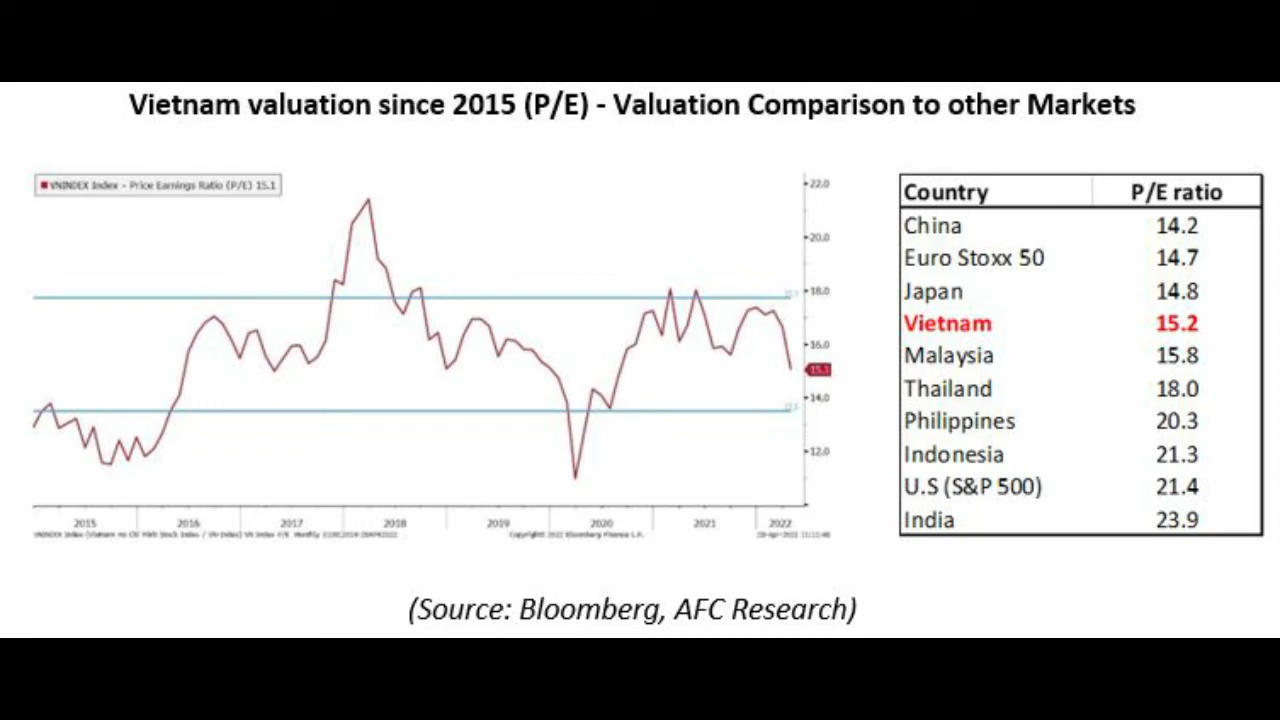 Vietnam valuation since 2015 (P/E) - Valuation Comparison to other Markets
VNINDEX Index - Price Earnings Ratio (P/E) 15.1
22.0
20.0
18.0
16.0
15.1
14.0
12.0
2015 2016 2017 2018 2019 2020 2021 2022
Copyright© 2022 Bloomberg Finance L.P.
Country P/E ratio
China 14.2
Euro Stoxx 50 14.7
Japan 14.8
Vietnam 15.2
Malaysia 15.8
Thailand 18.0
Philippines 20.3
Indonesia 21.3
U.S (S&P 500) 21.4
India 23.9
(Source: Bloomberg, AFC Research)